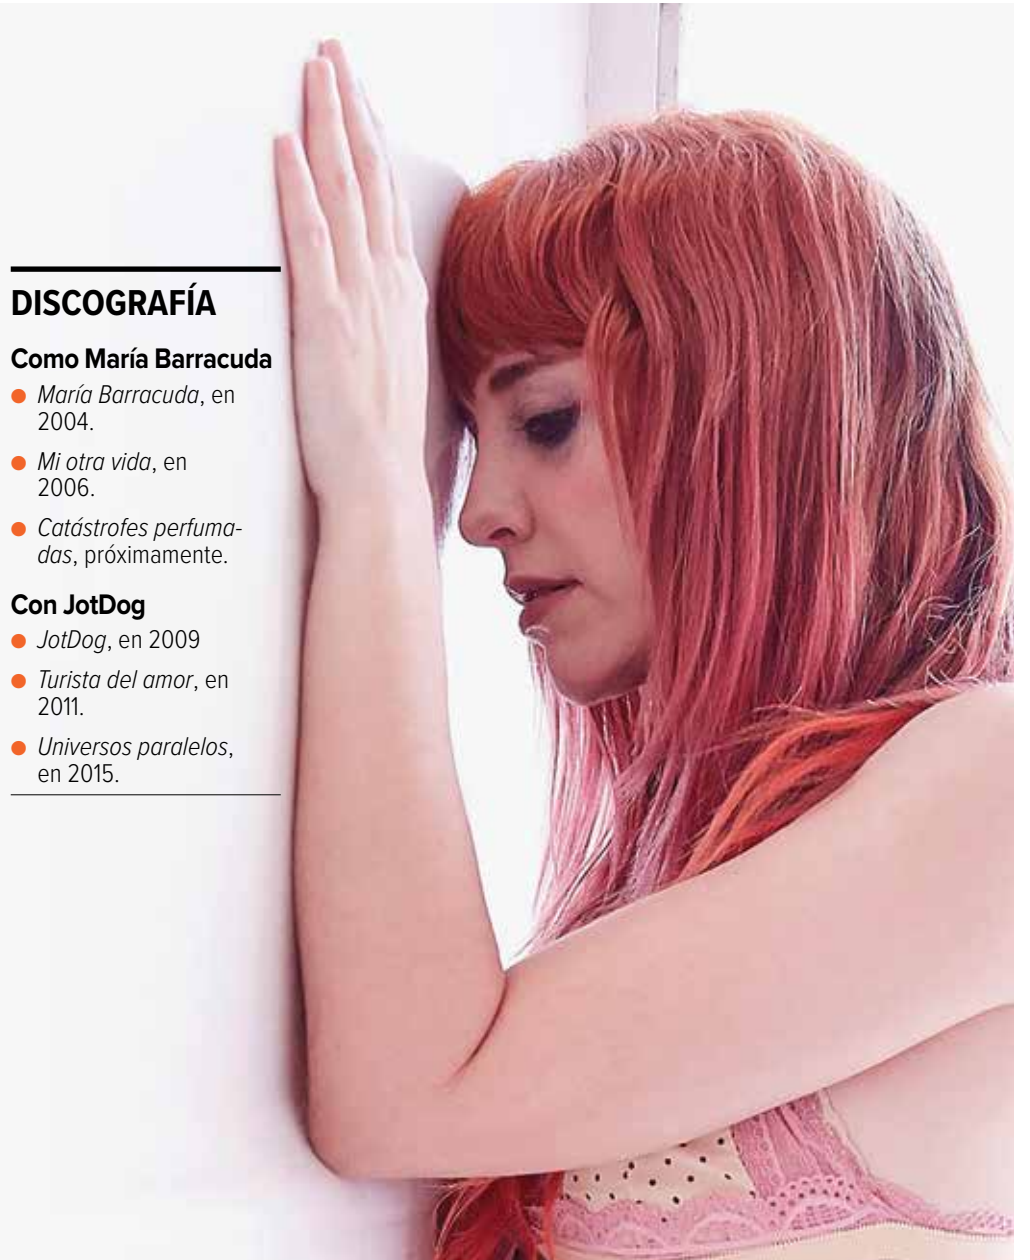 DISCOGRAFÍA
Como María Barracuda
María Barracuda, en
2004.
Mi otra vida, en
2006.
Catástrofes perfuma-
das, próximamente.
Con JotDog
JotDog, en 2009
Turista del amor, en
2011.
Universos paralelos,
en 2015.